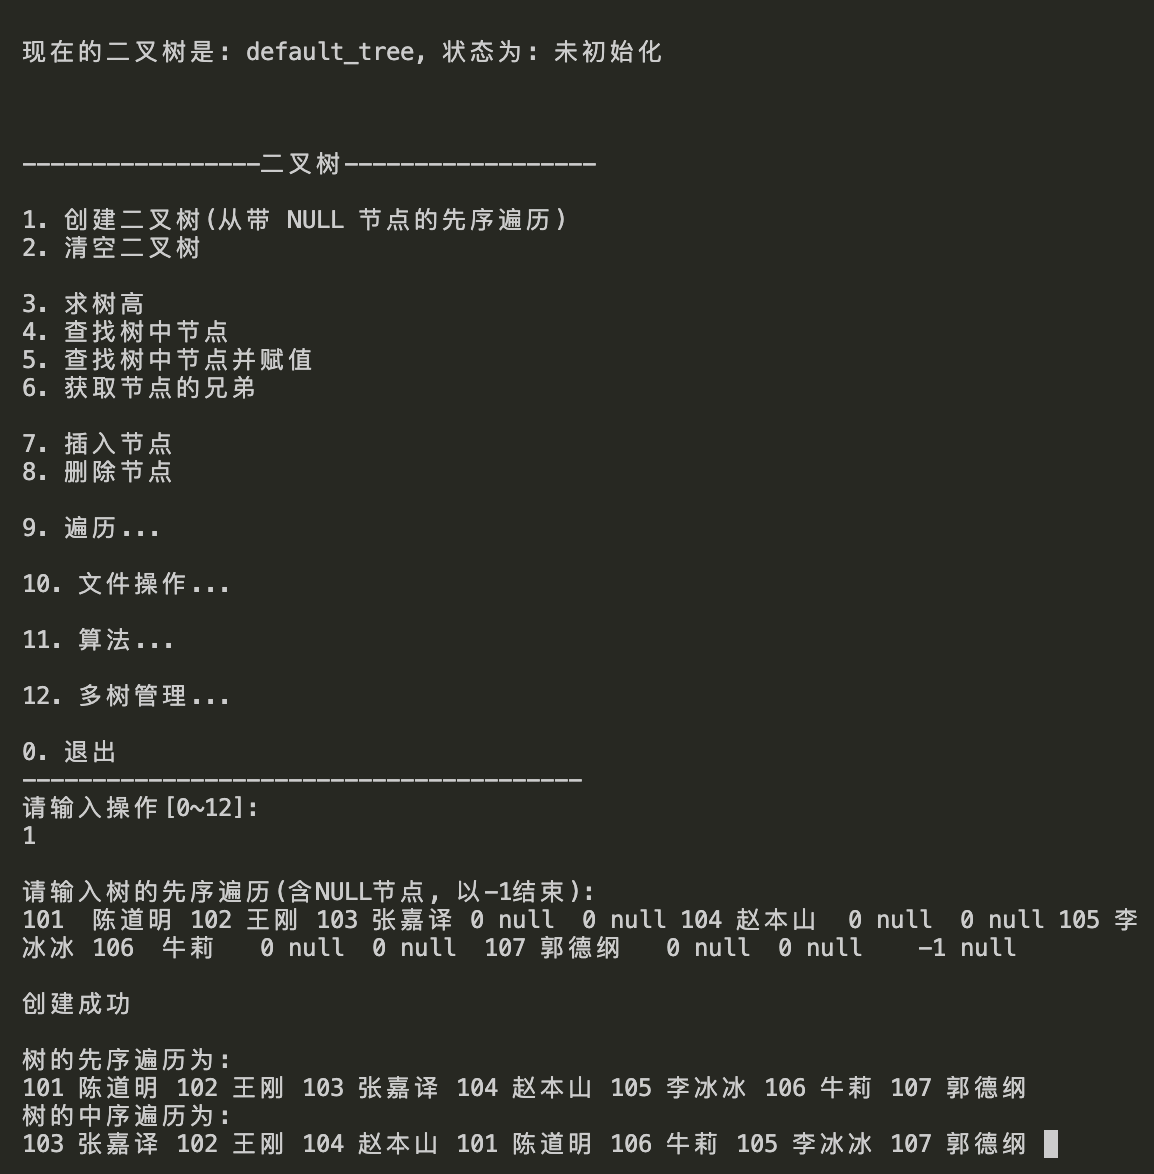 现在的二叉树是: default_tree, 状态为: 未初始化
-----------------二叉树------------------
1. 创建二叉树(从带 NULL 节点的先序遍历)
2. 清空二叉树
3. 求树高
4. 查找树中节点
5. 查找树中节点并赋值
6. 获取节点的兄弟
7. 插入节点
8. 删除节点
9. 遍历...
10. 文件操作...
11. 算法...
12. 多树管理...
0. 退出
----------------------------------------
请输入操作[0~12]:
1
请输入树的先序遍历(含NULL节点, 以-1结束):
101  陈道明 102 王刚 103 张嘉译 0 null  0 null 104 赵本山  0 null  0 null 105 李
冰冰 106  牛莉   0 null  0 null  107 郭德纲   0 null  0 null    -1 null
创建成功
树的先序遍历为:
101 陈道明 102 王刚 103 张嘉译 104 赵本山 105 李冰冰 106 牛莉 107 郭德纲
树的中序遍历为:
103 张嘉译 102 王刚 104 赵本山 101 陈道明 106 牛莉 105 李冰冰 107 郭德纲